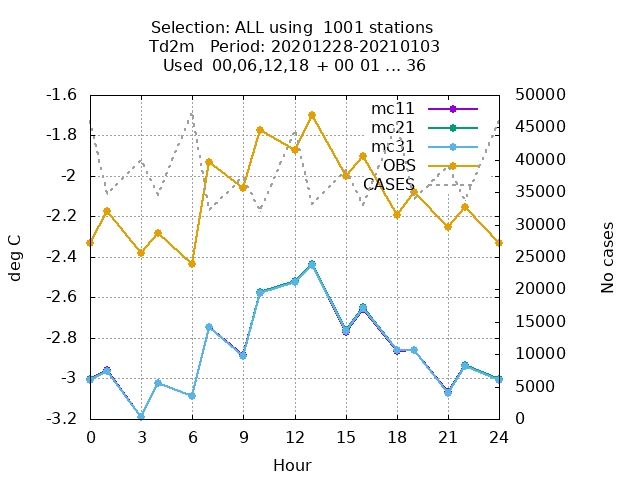 Selection: ALL using  1001 stations
Td2m   Period: 20201228-20210103
Used  00,06,12,18 + 00 01 ... 36
-1.6
-1.8
-2
-2.2
-2.4
-2.6
-2.8
-3
-3.2
50000
45000
40000
35000
30000
25000
20000
15000
10000
5000
0
mc11
mc21
mc31
OBS
CASES
deg C
No cases
0 3 6 9 12 15 18 21 24
Hour